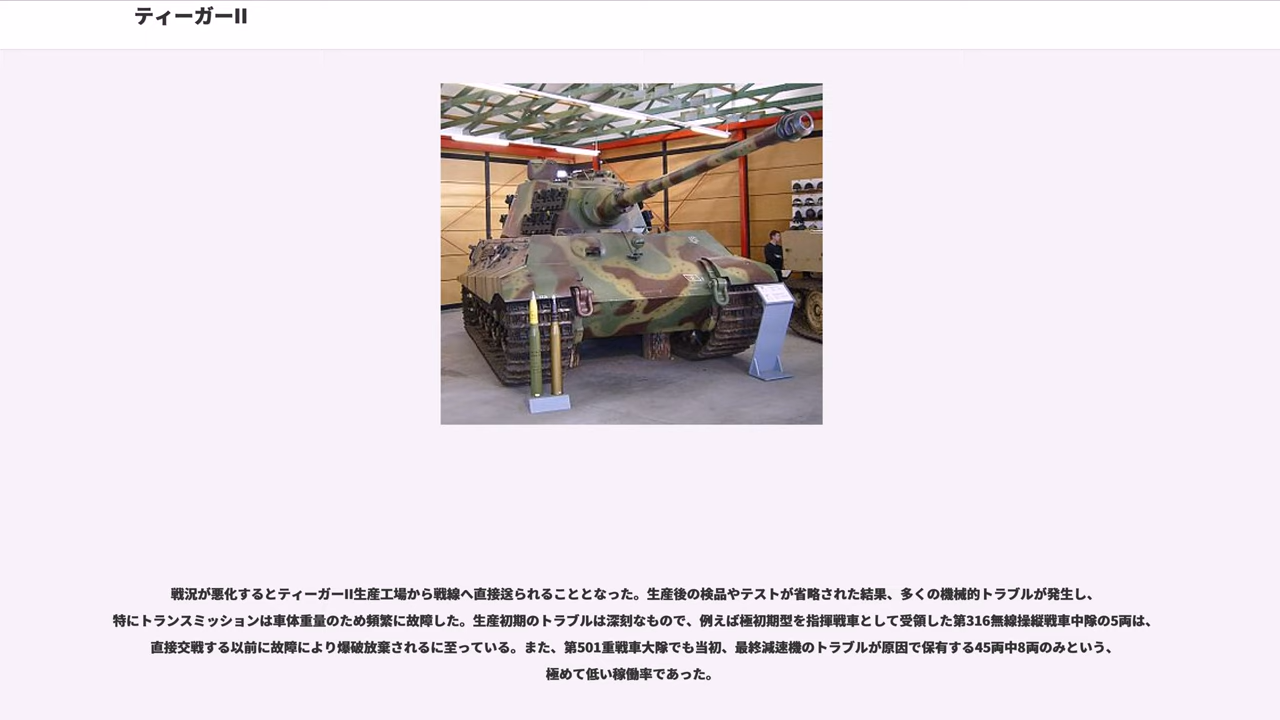 ティーガーII
戦況が悪化するとティーガーII生産工場から戦線へ直接送られることとなった。生産後の検品やテストが省略された結果、多くの機械的トラブルが発生し、
特にトランスミッションは車体重量のため頻繁に故障した。生産初期のトラブルは深刻なもので、例えば極初期型を指揮戦車として受領した第316無線操縦戦車中隊の5両は、
直接交戦する以前に故障により爆破放棄されるに至っている。また、第501重戦車大隊でも当初、最終減速機のトラブルが原因で保有する45両中8両のみという、
極めて低い稼働率であった。